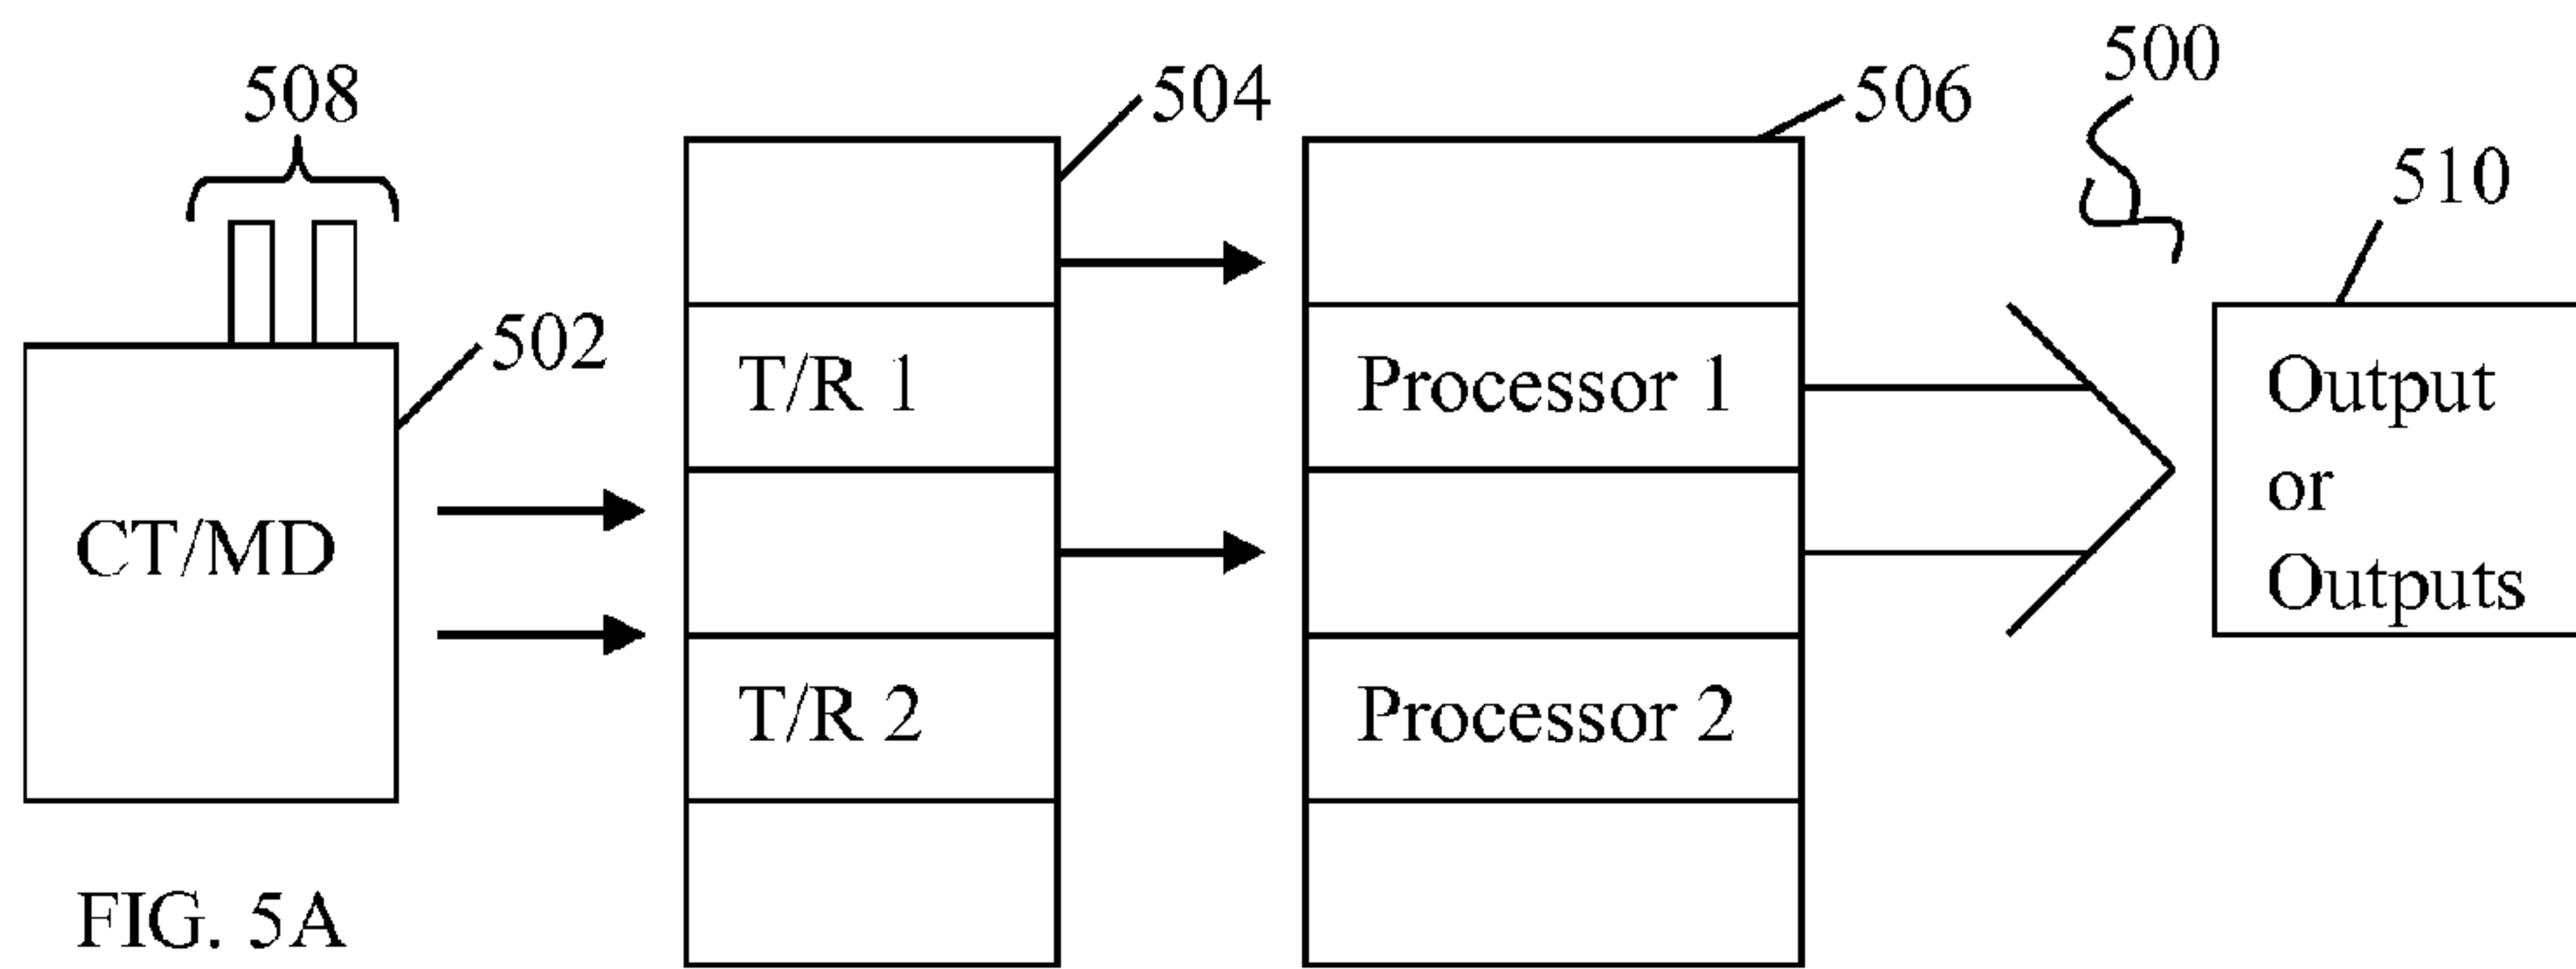 500
508
504
506
510
502
T/R 1
Processor 1
Output
or
Outputs
CT/MD
T/R 2
Processor 2
FIG. 5A